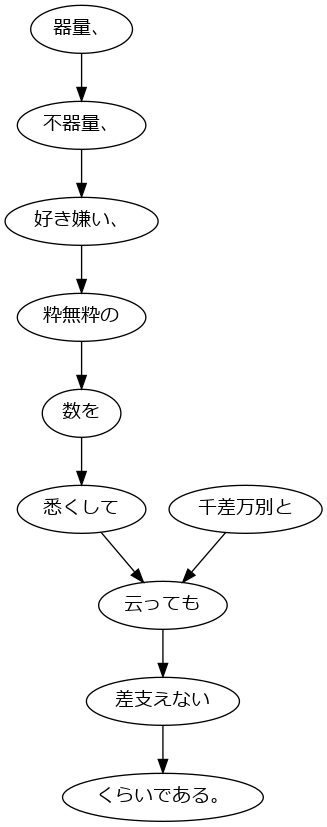 器量、
不器量、
好き嫌い、
粋無粋の
数を
悉くして
千差万別と
云っても
差支えない
くらいである。